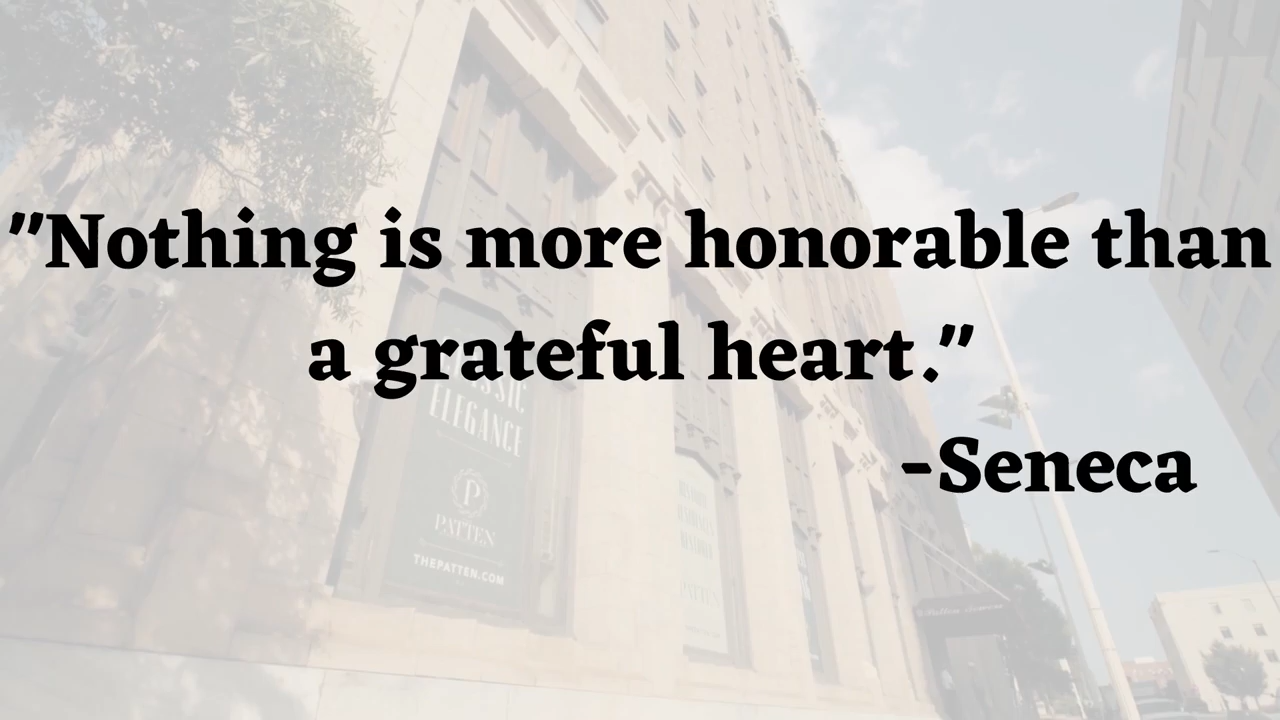 "Nothing is more honorable than
a grateful heart."
-Seneca
ELEGANCE
P
PATTEN
THEPATTEN.COM